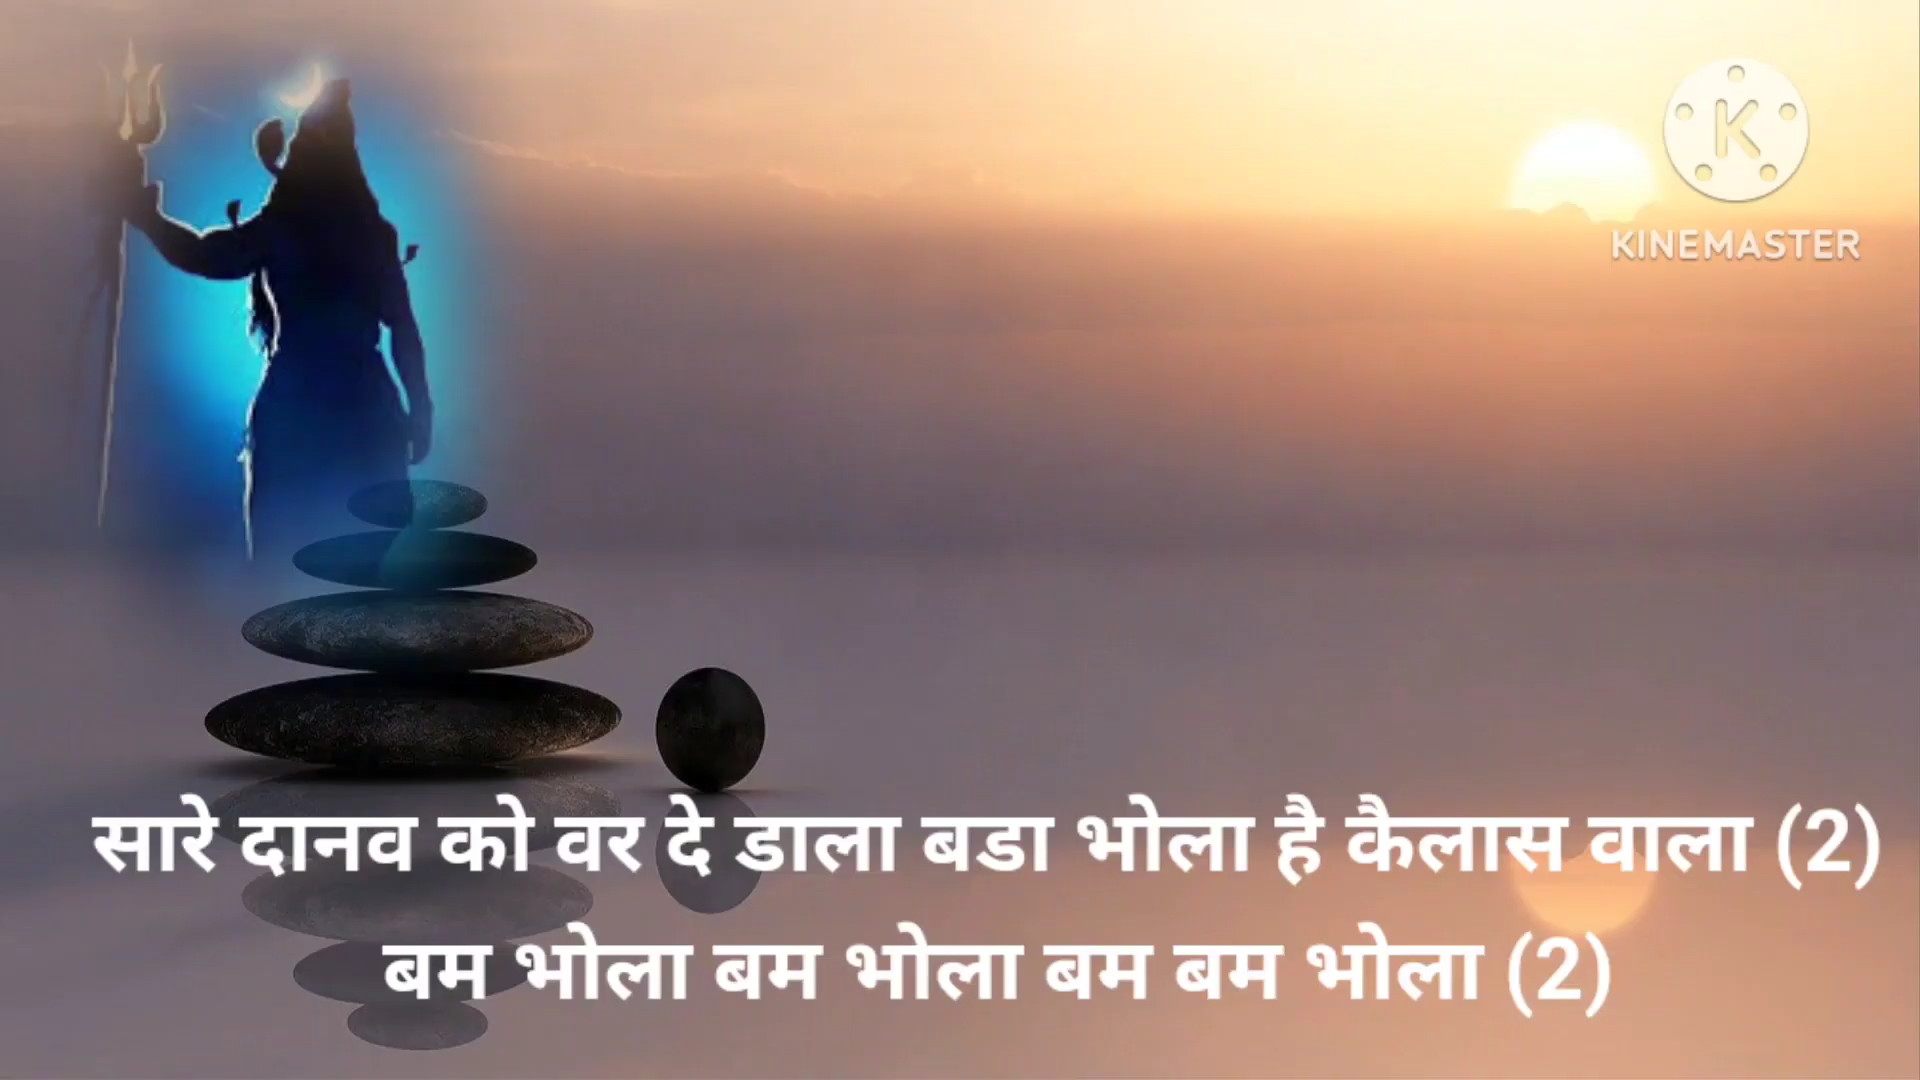 K
KINEMASTER
सारे दानव को वर दे डाला बडा भोला है कैलास वाला (2)
बम भोला बम भोला बम बम भोला (2)